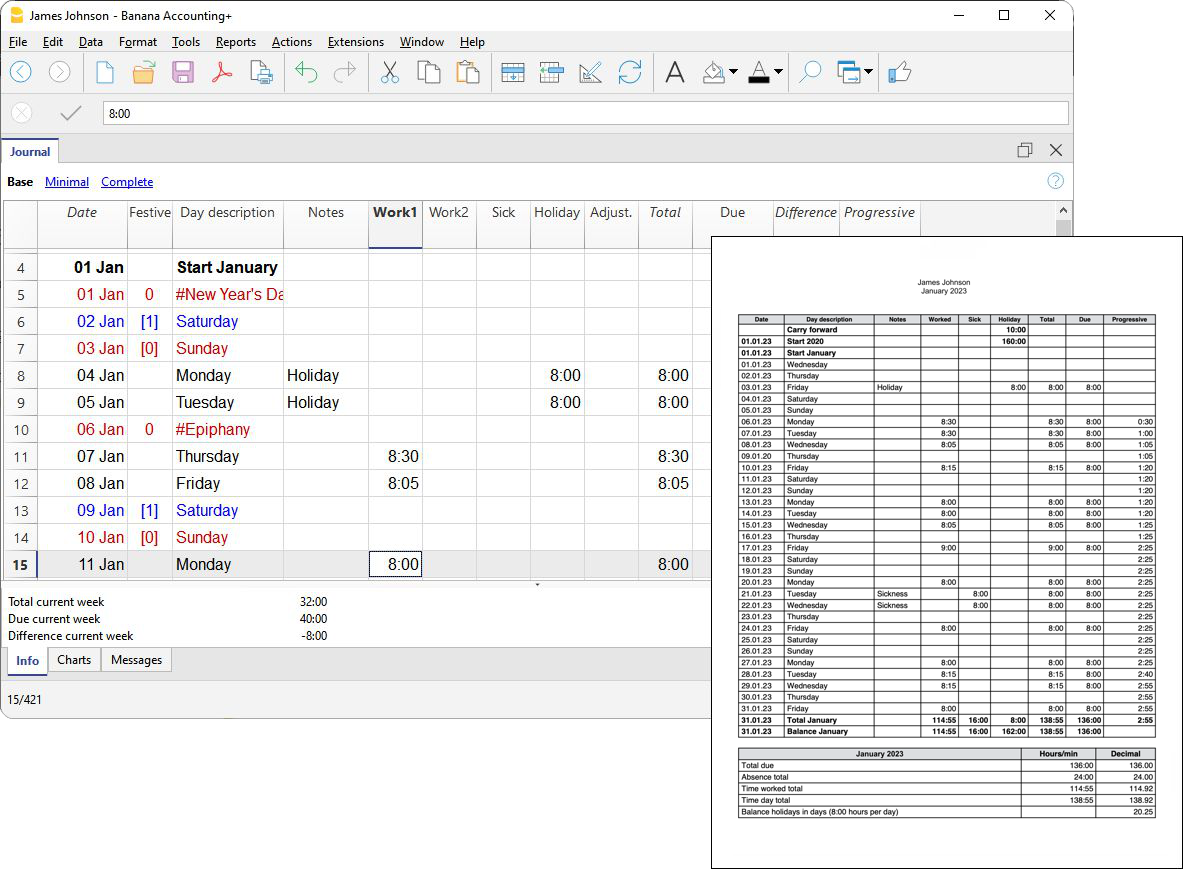 James Johnson - Banana Accounting+
File Edit Data Format Tools Reports Actions Extensions Window Help
8:00
Journal
Base Minimal Complete
Date Festive Day description Notes Work1 Work2 Sick Holiday Adjust. Total Due Difference Progressive
4 01 Jan Start January
5 01 Jan 0 #New Year's Da
6 02 Jan [1] Saturday
7 03 Jan [0] Sunday
8 04 Jan Monday Holiday 8:00 8:00
9 05 Jan Tuesday Holiday 8:00 8:00
10 06 Jan 0 #Epiphany
11 07 Jan Thursday 8:30 8:30
12 08 Jan Friday 8:05 8:05
13 09 Jan [1] Saturday
14 10 Jan [0] Sunday
15 11 Jan Monday 8:00 8:00
Total current week 32:00
Due current week 40:00
Difference current week -8:00
Info Charts Messages
15/421
James Johnson
January 2023
Date Day description Notes Worked Sick Holiday Total Due Progressive
Carry forward 10:00
01.01.23 Start 2020 160:00
01.01.23 Start January
01.01.23 Wednesday
02.01.23 Thursday
03.01.23 Friday Holiday 8:00 8:00 8:00
04.01.23 Saturday
05.01.23 Sunday
06.01.23 Monday 8:30 8:30 8:00 0:30
07.01.23 Tuesday 8:30 8:30 8:00 1:00
08.01.23 Wednesday 8:05 8:05 8:00 1:05
09.01.20 Thursday 1:05
10.01.23 Friday 8:15 8:15 8:00 1:20
11.01.23 Saturday 1:20
12.01.23 Sunday 1:20
13.01.23 Monday 8:00 8:00 8:00 1:20
14.01.23 Tuesday 8:00 8:00 8:00 1:20
15.01.23 Wednesday 8:05 8:05 8:00 1:25
16.01.23 Thursday 1:25
17.01.23 Friday 9:00 9:00 8:00 2:25
18.01.23 Saturday 2:25
19.01.23 Sunday 2:25
20.01.23 Monday 8:00 8:00 8:00 2:25
21.01.23 Tuesday Sickness 8:00 8:00 8:00 2:25
22.01.23 Wednesday Sickness 8:00 8:00 8:00 2:25
23.01.23 Thursday 2:25
24.01.23 Friday 8:00 8:00 8:00 2:25
25.01.23 Saturday 2:25
26.01.23 Sunday 2:25
27.01.23 Monday 8:00 8:00 8:00 2:25
28.01.23 Tuesday 8:15 8:15 8:00 2:40
29.01.23 Wednesday 8:15 8:15 8:00 2:55
30.01.23 Thursday 2:55
31.01.23 Friday 8:00 8:00 8:00 2:55
31.01.23 Total January 114:55 16:00 8:00 138:55 136:00 2:55
31.01.23 Balance January 114:55 16:00 162:00 138:55 136:00
January 2023 Hours/min Decimal
Total due 136:00 136.00
Absence total 24:00 24.00
Time worked total 114:55 114.92
Time day total 138:55 138.92
Balance holidays in days (8:00 hours per day) 20.25